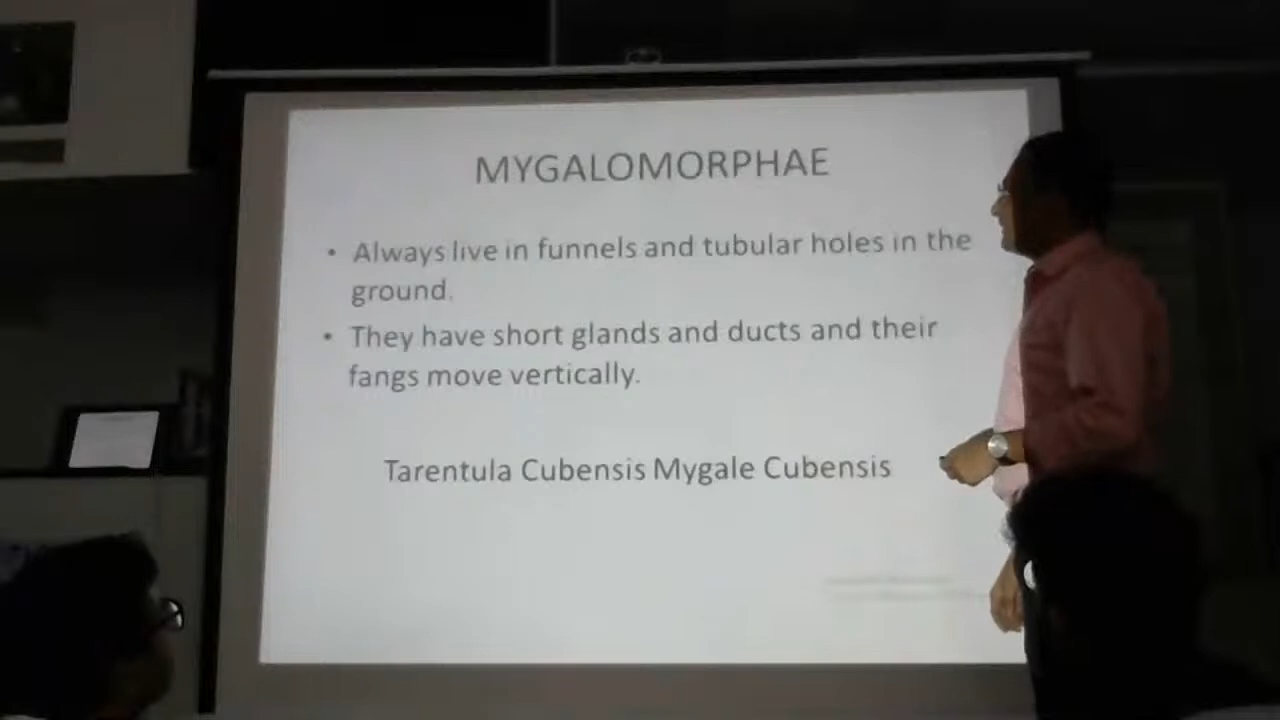 MYGALOMORPHAE
• Always live in funnels and tubular holes in the
ground.
• They have short glands and ducts and their
fangs move vertically.
Tarentula Cubensis Mygale Cubensis